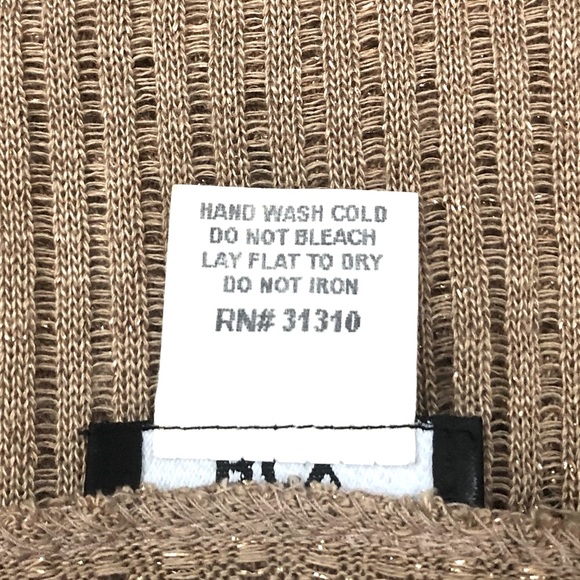 HAND WASH COLD
DO NOT BLEACH
LAY FLAT TO DRY
DO NOT IRON
RN# 31310